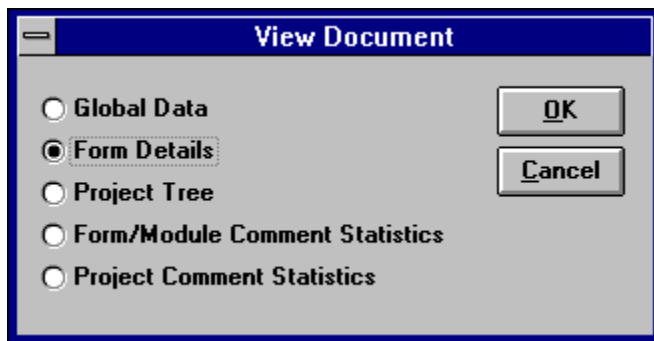 View Document
Global Data
OK
Form Details
Cancel
Project Tree
Form/Module Comment Statistics
Project Comment Statistics